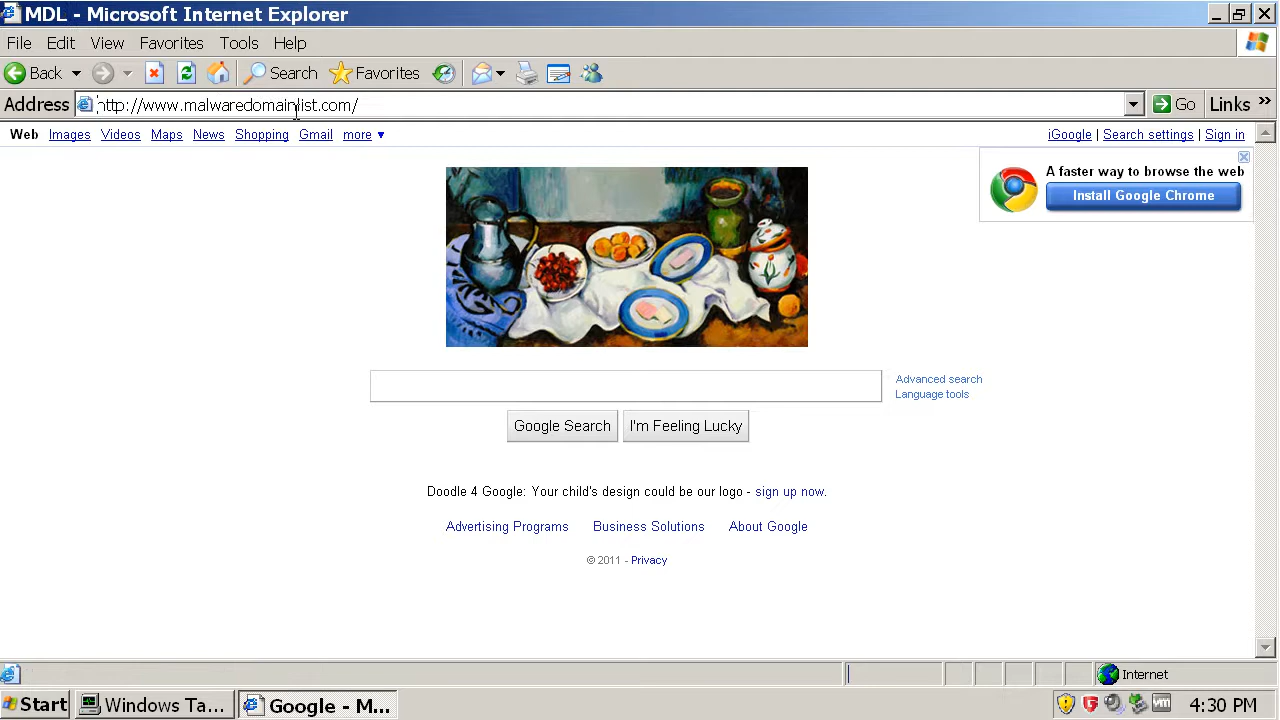 MDL - Microsoft Internet Explorer
File Edit View Favorites Tools Help
Back Search Favorites
Address http://www.malwaredomainlist.com/ Go Links »
Web Images Videos Maps News Shopping Gmail more ▼ iGoogle | Search settings | Sign in
A faster way to browse the web
Install Google Chrome
Advanced search
Language tools
Google Search I'm Feeling Lucky
Doodle 4 Google: Your child's design could be our logo - sign up now.
Advertising Programs Business Solutions About Google
© 2011 - Privacy
Internet
Start Windows Ta... Google - M... 4:30 PM